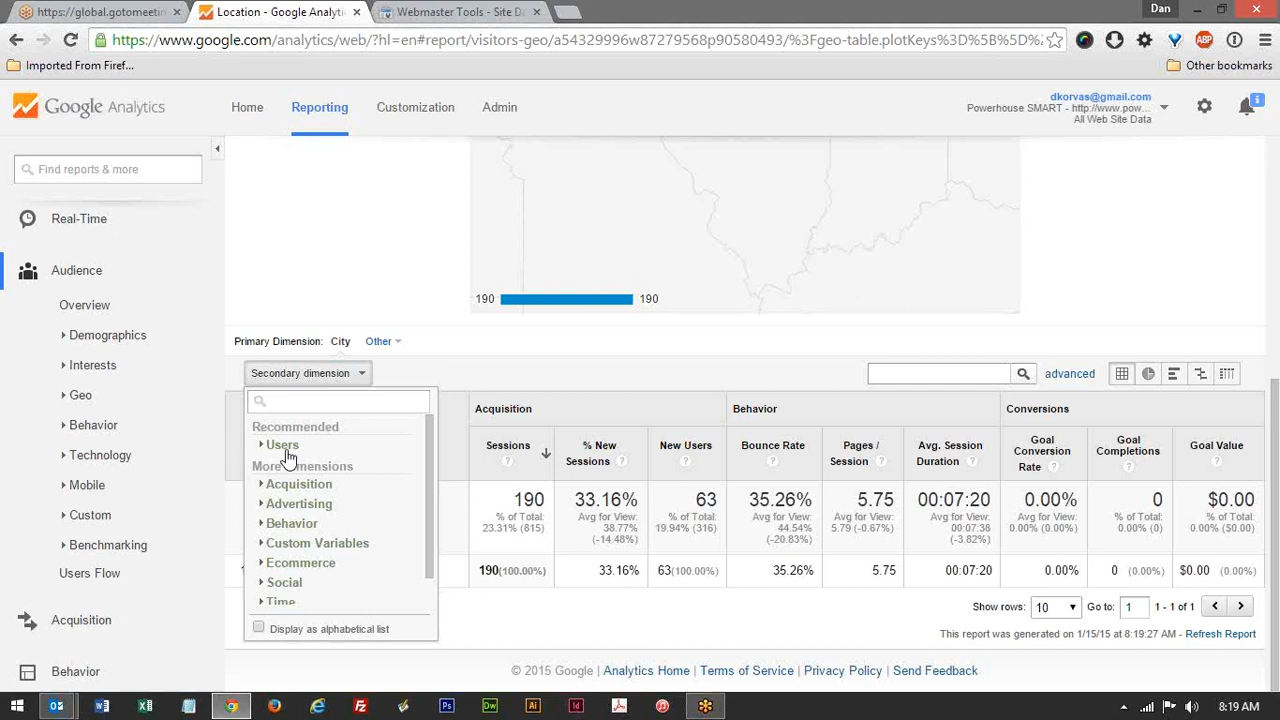 https://global.gotomeetin
Location - Google Analyti
Webmaster Tools - Site Da
Dan
https://www.google.com/analytics/web/?hl=en#report/visitors-geo/a54329996w87279568p90580493/%3Fgeo-table.plotKeys%3D%5B%5D%
ABP
Imported From Firef...
Other bookmarks
Google Analytics
Home
Reporting
Customization
Admin
dkorvas@gmail.com
Powerhouse SMART - http://www.pow...
All Web Site Data
Find reports & more
Real-Time
Audience
Overview
Demographics
Interests
Geo
Behavior
Technology
Mobile
Custom
Benchmarking
Users Flow
Acquisition
Behavior
190
190
Primary Dimension: City Other
Secondary dimension
advanced
Recommended
Users
More Dimensions
Acquisition
Advertising
Behavior
Custom Variables
Ecommerce
Social
Time
Display as alphabetical list
Acquisition
Behavior
Conversions
Sessions
% New Sessions
New Users
Bounce Rate
Pages / Session
Avg. Session Duration
Goal Conversion Rate
Goal Completions
Goal Value
190
% of Total:
23.31% (815)
33.16%
Avg for View:
38.77%
(-14.48%)
63
% of Total:
19.94% (316)
35.26%
Avg for View:
44.54%
(-20.83%)
5.75
Avg for View:
5.79 (-0.67%)
00:07:20
Avg for View:
00:07:38
(-3.82%)
0.00%
Avg for View:
0.00% (0.00%)
0
% of Total:
0.00% (0)
$0.00
% of Total:
0.00% ($0.00)
190(100.00%)
33.16%
63(100.00%)
35.26%
5.75
00:07:20
0.00%
0 (0.00%)
$0.00 (0.00%)
Show rows: 10 Go to: 1 1 - 1 of 1
This report was generated on 1/15/15 at 8:19:27 AM - Refresh Report
© 2015 Google | Analytics Home | Terms of Service | Privacy Policy | Send Feedback
Ps
Dw
Ai
Id
8:19 AM